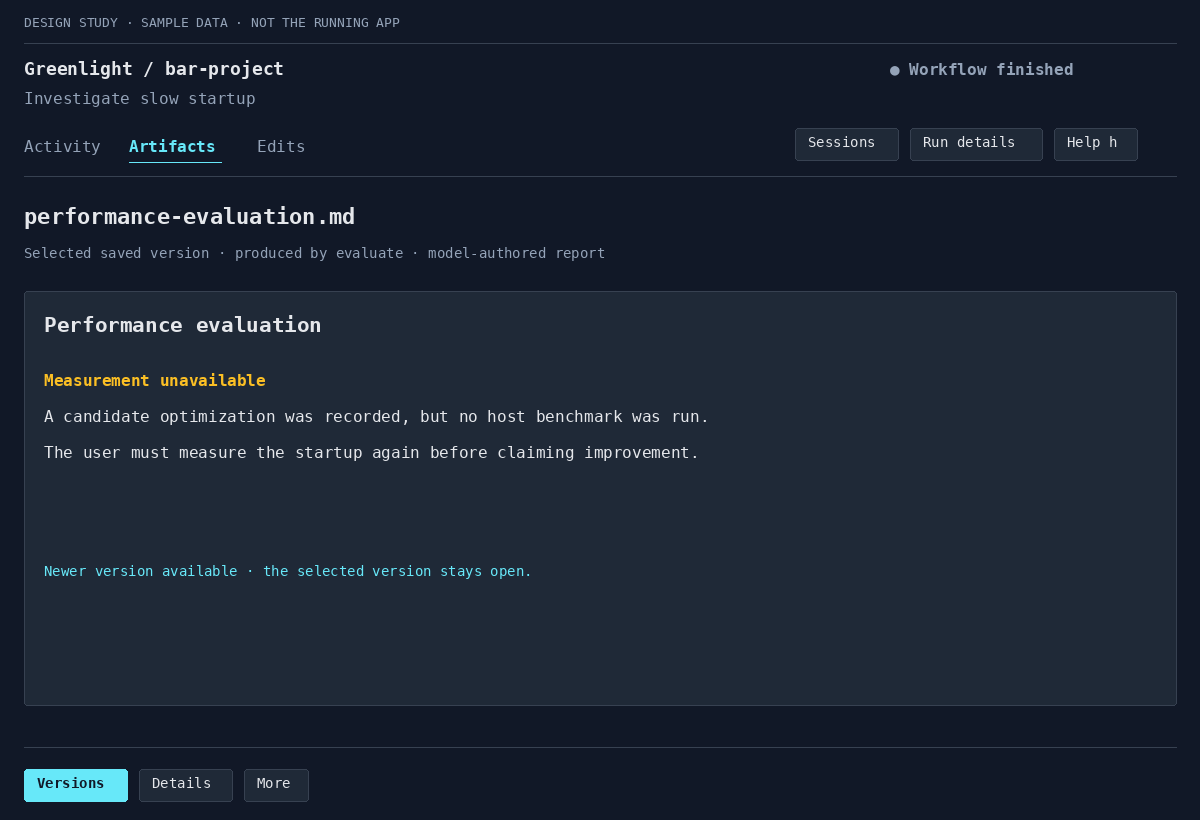 DESIGN STUDY · SAMPLE DATA · NOT THE RUNNING APP
Greenlight / bar-project
● Workflow finished
Investigate slow startup
Activity Artifacts Edits
Sessions Run details Help h
performance-evaluation.md
Selected saved version · produced by evaluate · model-authored report
Performance evaluation
Measurement unavailable
A candidate optimization was recorded, but no host benchmark was run.
The user must measure the startup again before claiming improvement.
Newer version available · the selected version stays open.
Versions Details More